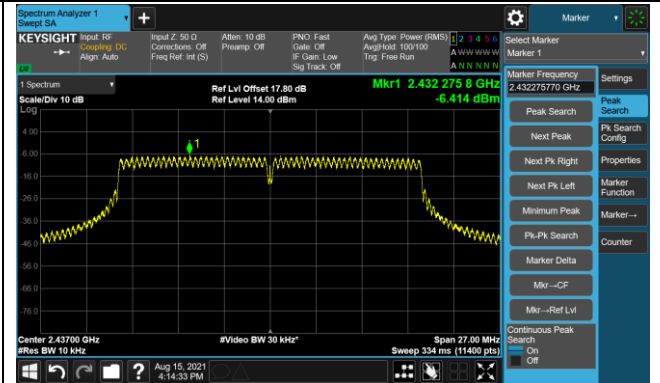 Spectrum Analyzer 1
Swept SA
Marker
KEYSIGHT
Input: RF
Coupling: DC
Align: Auto
Input Z: 50 Ω
Corrections: Off
Freq Ref: Int (S)
Atten: 10 dB
Preamp: Off
PNO: Fast
Gate: Off
IF Gain: Low
Sig Track: Off
Avg Type: Power (RMS)
Avg|Hold: 100/100
Trig: Free Run
1 2 3 4 5 6
A W W W W W
A N N N N N
Select Marker
Marker 1
1 Spectrum
Scale/Div 10 dB
Log
Ref Lvl Offset 17.80 dB
Ref Level 14.00 dBm
Mkr1 2.432 275 8 GHz
-6.414 dBm
1
4.00
-6.00
-16.0
-26.0
-36.0
-46.0
-56.0
-66.0
-76.0
Center 2.43700 GHz
#Res BW 10 kHz
#Video BW 30 kHz*
Span 27.00 MHz
Sweep 334 ms (11400 pts)
Marker Frequency
2.432275770 GHz
Peak Search
Next Peak
Next Pk Right
Next Pk Left
Minimum Peak
Pk-Pk Search
Marker Delta
Mkr→CF
Mkr→Ref Lvl
Continuous Peak
Search
On
Off
Settings
Peak
Search
Pk Search
Config
Properties
Marker
Function
Marker→
Counter
Aug 15, 2021
4:14:33 PM